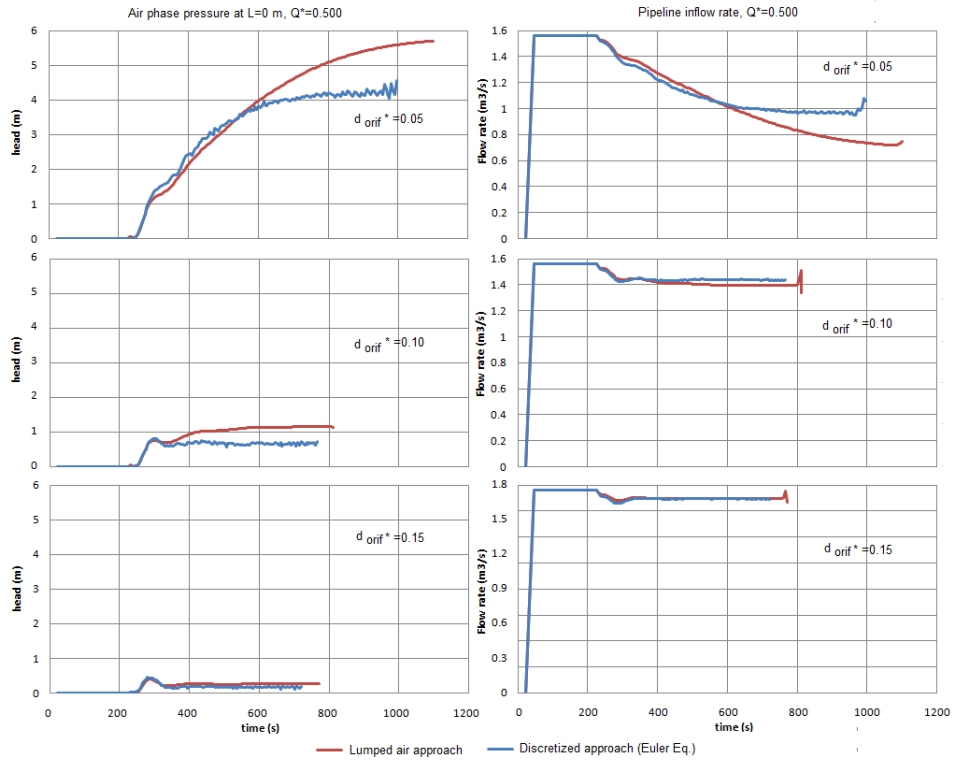 Air phase pressure at L=0 m, Q*=0.500
6
5
4
3
2
1
0
head (m)
d orif * =0.05
6
5
4
3
2
1
0
head (m)
d orif * =0.10
6
5
4
3
2
1
0
head (m)
d orif * =0.15
0 200 400 600 800 1000 1200
time (s)
Pipeline inflow rate, Q*=0.500
1.6
1.4
1.2
1
0.8
0.6
0.4
0.2
0
Flow rate (m3/s)
d orif * =0.05
1.6
1.4
1.2
1
0.8
0.6
0.4
0.2
0
Flow rate (m3/s)
d orif * =0.10
1.8
1.5
1.2
0.9
0.6
0.3
0
Flow rate (m3/s)
d orif * =0.15
0 200 400 600 800 1000 1200
time (s)
Lumped air approach
Discretized approach (Euler Eq.)